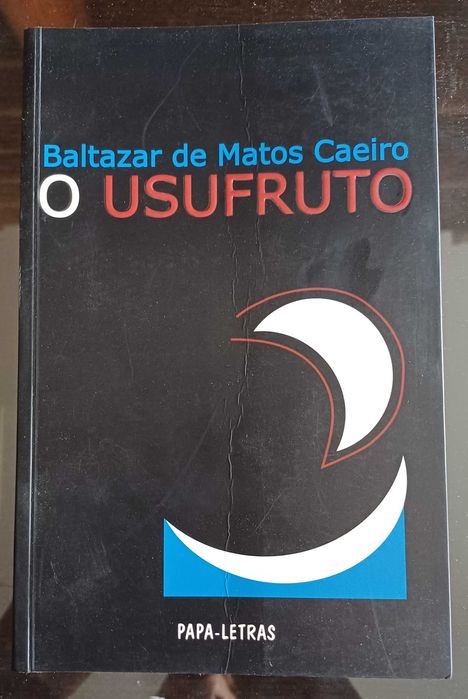 Baltazar de Matos Caeiro
O USUFRUTO
PAPA-LETRAS